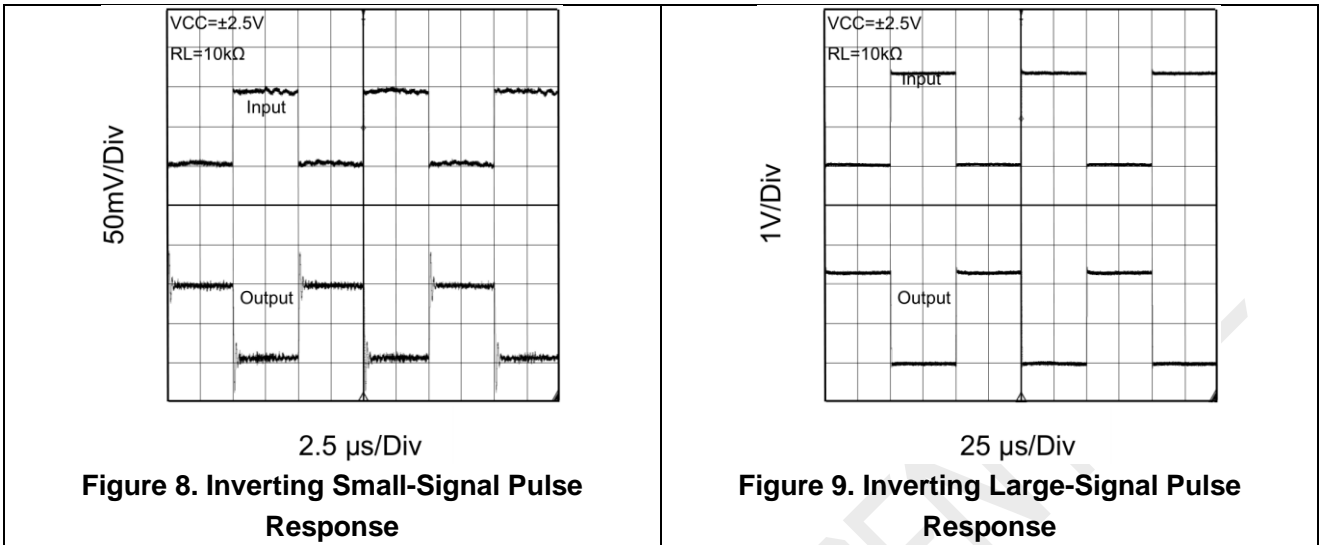 VCC=±2.5V
RL=10kΩ
Input
50mV/Div
Output
2.5 µs/Div
Figure 8. Inverting Small-Signal Pulse
Response
VCC=±2.5V
RL=10kΩ
Input
1V/Div
Output
25 µs/Div
Figure 9. Inverting Large-Signal Pulse
Response